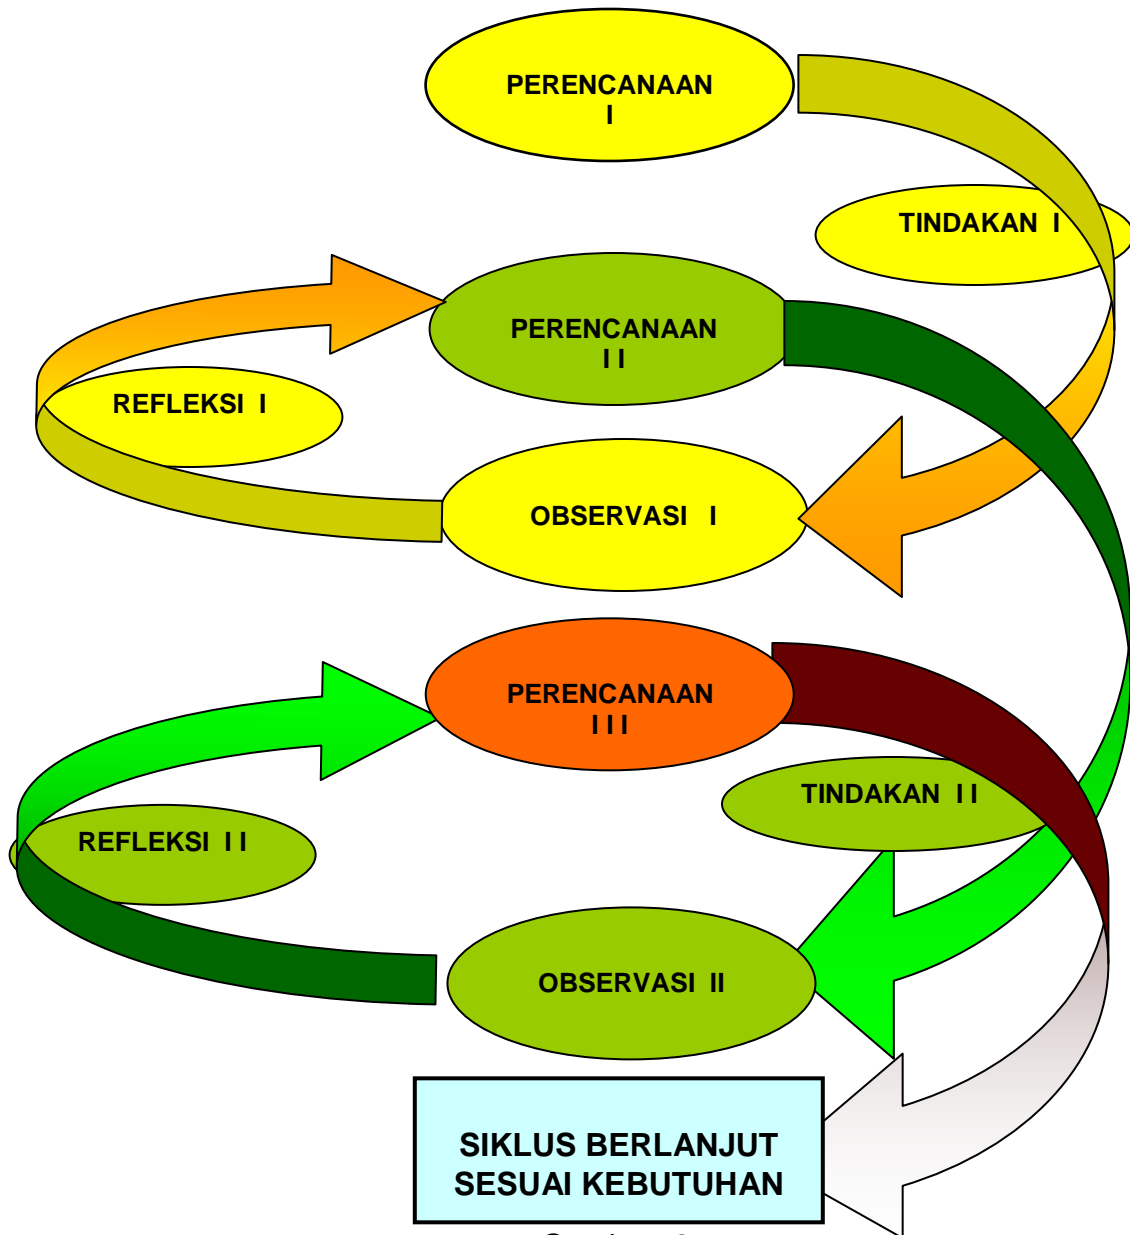 PERENCANAAN
I
TINDAKAN I
PERENCANAAN
I I
REFLEKSI I
OBSERVASI I
PERENCANAAN
I I I
TINDAKAN I I
REFLEKSI I I
OBSERVASI II
SIKLUS BERLANJUT
SESUAI KEBUTUHAN